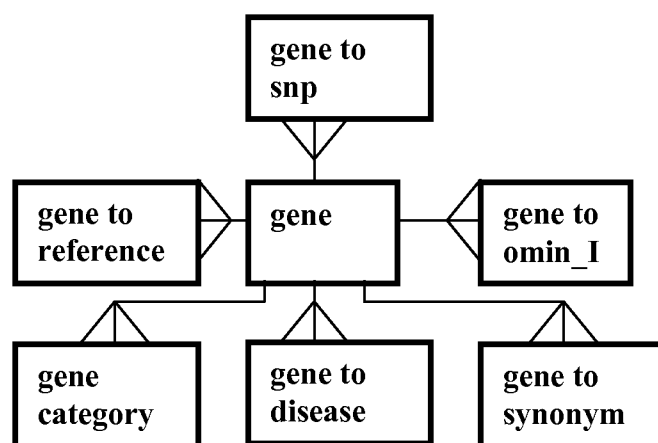 gene to
snp
gene to
reference
gene
gene to
omin_I
gene
category
gene to
disease
gene to
synonym